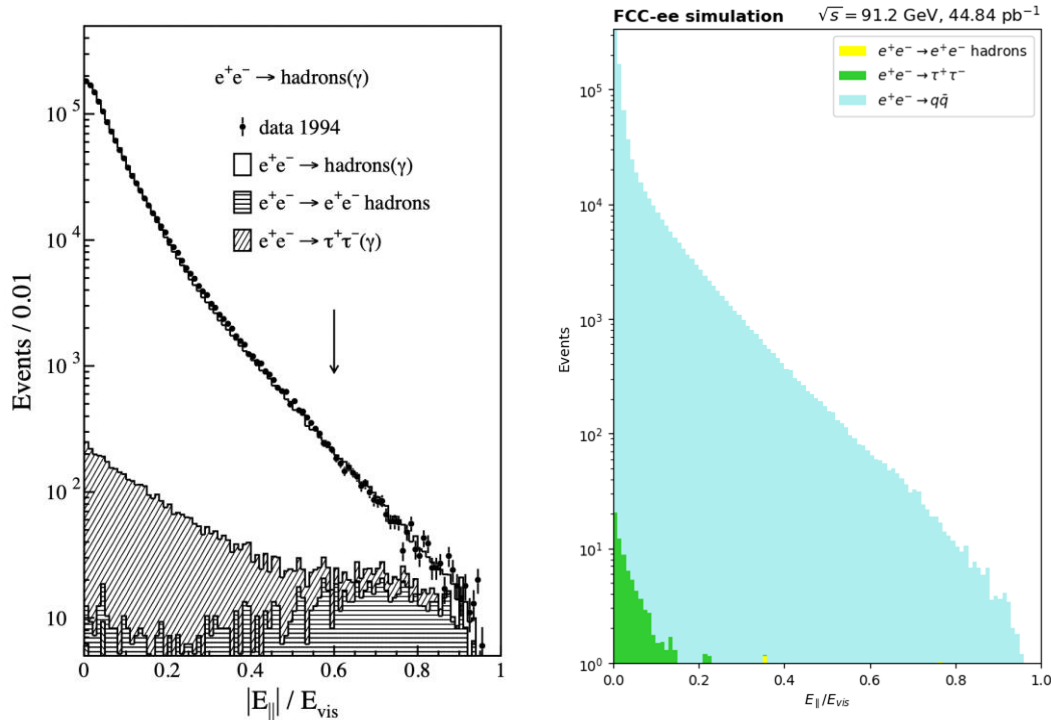 e⁺e⁻ → hadrons(γ)
data 1994
e⁺e⁻ → hadrons(γ)
e⁺e⁻ → e⁺e⁻ hadrons
e⁺e⁻ → τ⁺τ⁻(γ)
Events / 0.01
10⁵
10⁴
10³
10²
10
0 0.2 0.4 0.6 0.8 1
|E∥| / Evis
FCC-ee simulation √s = 91.2 GeV, 44.84 pb⁻¹
e⁺e⁻ → e⁺e⁻ hadrons
e⁺e⁻ → τ⁺τ⁻
e⁺e⁻ → qq̄
Events
10⁵
10⁴
10³
10²
10¹
10⁰
0.0 0.2 0.4 0.6 0.8 1.0
E∥/Evis